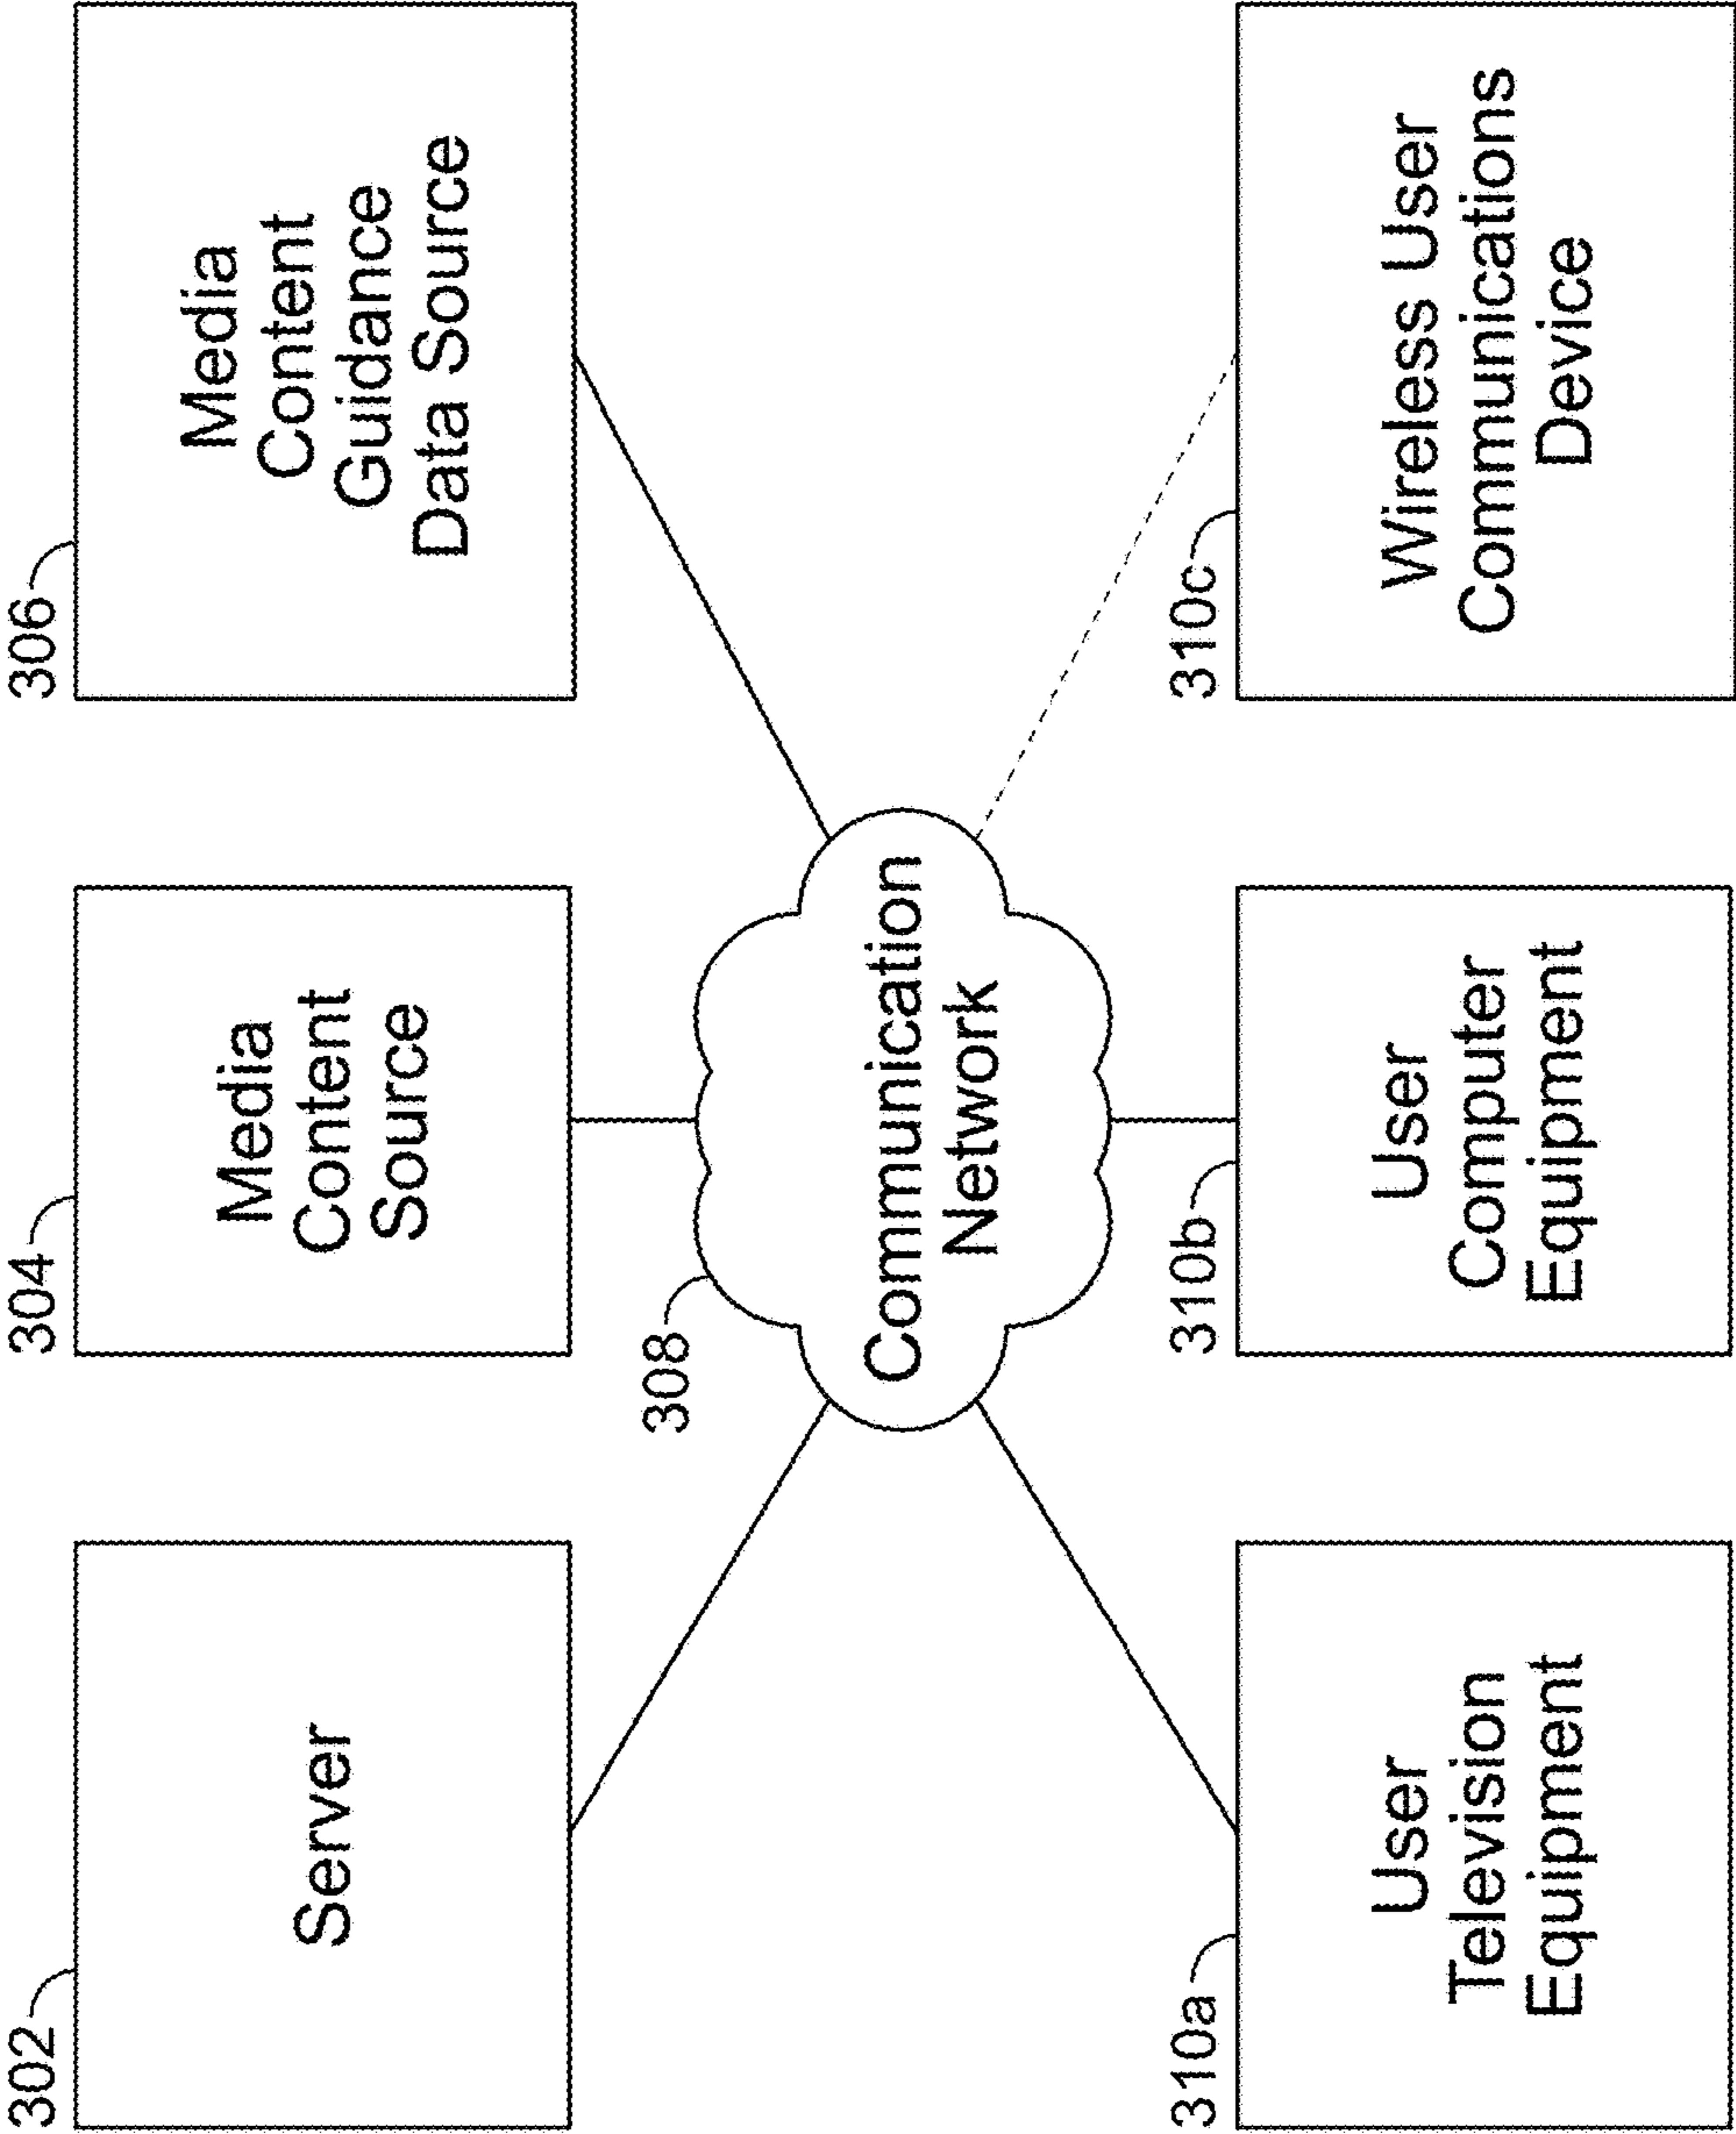 302
Server
304
Media
Content
Source
306
Media
Content
Guidance
Data Source
308
Communication
Network
310a
User
Television
Equipment
310b
User
Computer
Equipment
310c
Wireless User
Communications
Device